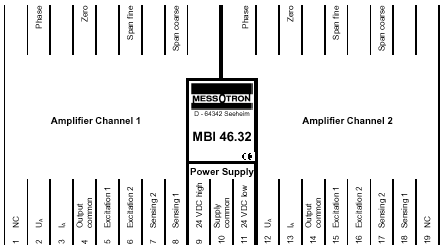 Phase
Zero
Span fine
Span coarse
Phase
Zero
Span fine
Span coarse
MESSOTRON
D - 64342 Seeheim
Amplifier Channel 1
MBI 46.32
Amplifier Channel 2
CE
Power Supply
1 NC
2 UA
3 IA
4 Output common
5 Excitation 1
6 Excitation 2
7 Sensing 2
8 Sensing 1
9 24 VDC high
10 Supply common
11 24 VDC low
12 UA
13 IA
14 Output common
15 Excitation 1
16 Excitation 2
17 Sensing 2
18 Sensing 1
19 NC